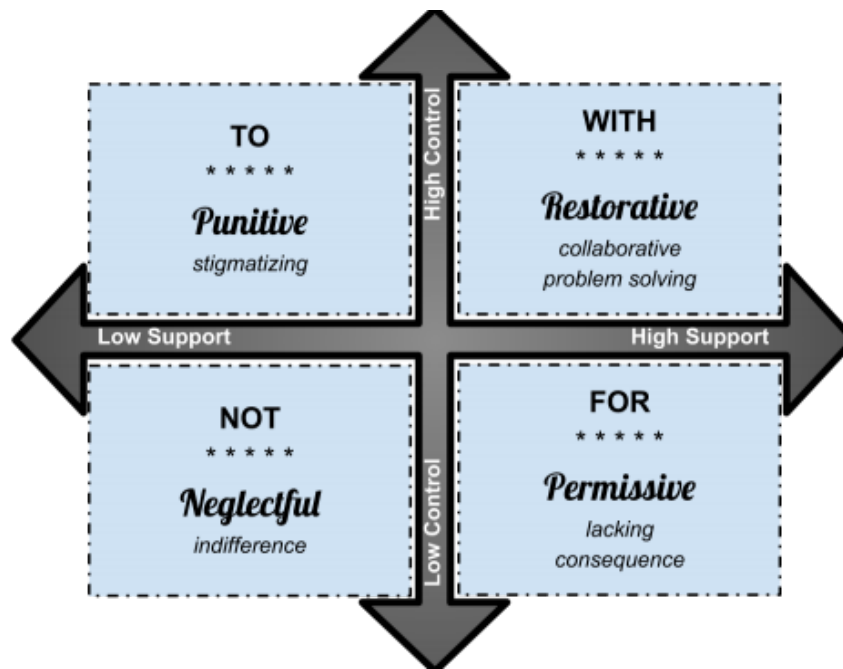 High Control
TO
* * * * *
Punitive
stigmatizing
WITH
* * * * *
Restorative
collaborative
problem solving
Low Support
High Support
NOT
* * * * *
Neglectful
indifference
FOR
* * * * *
Permissive
lacking
consequence
Low Control